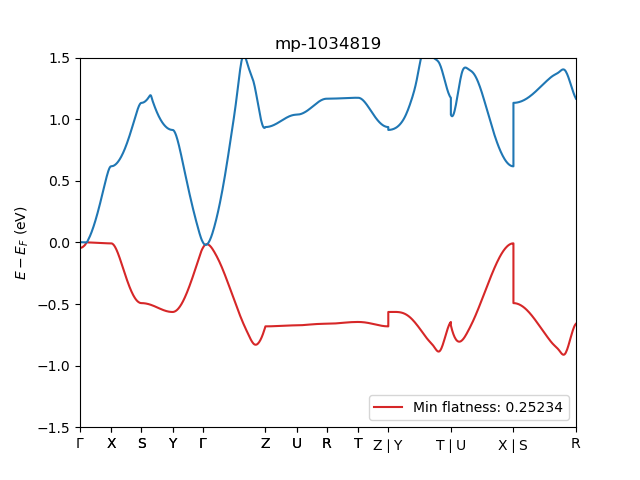 mp-1034819
E − E_F (eV)
1.5
1.0
0.5
0.0
−0.5
−1.0
−1.5
Min flatness: 0.25234
Γ X S Y Γ Z U R T Z | Y T | U X | S R